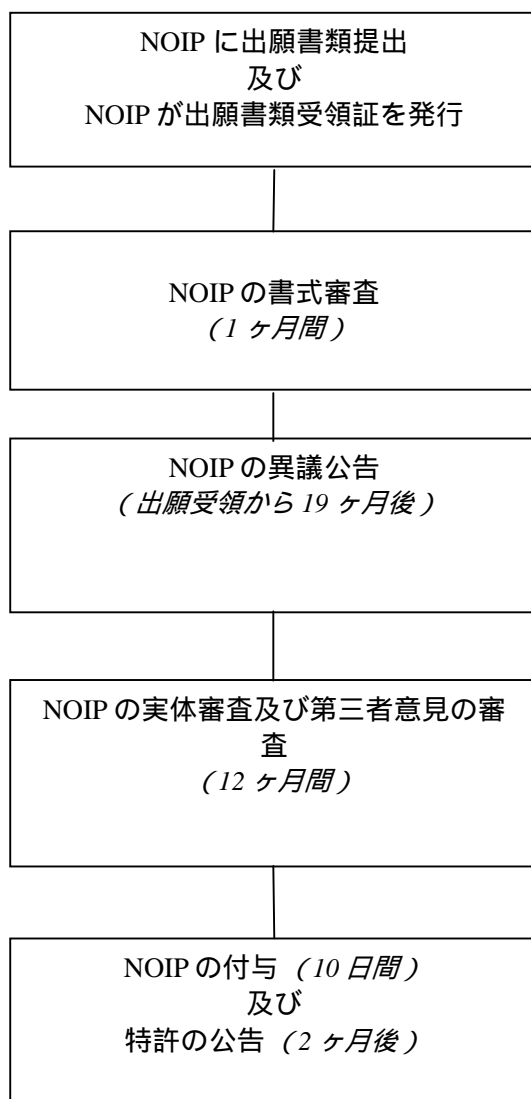 NOIP に出願書類提出
及び
NOIP が出願書類受領証を発行
NOIP の書式審査
(1 ヶ月間)
NOIP の異議公告
(出願受領から 19 ヶ月後)
NOIP の実体審査及び第三者意見の審
査
(12 ヶ月間)
NOIP の付与 (10 日間)
及び
特許の公告 (2 ヶ月後)